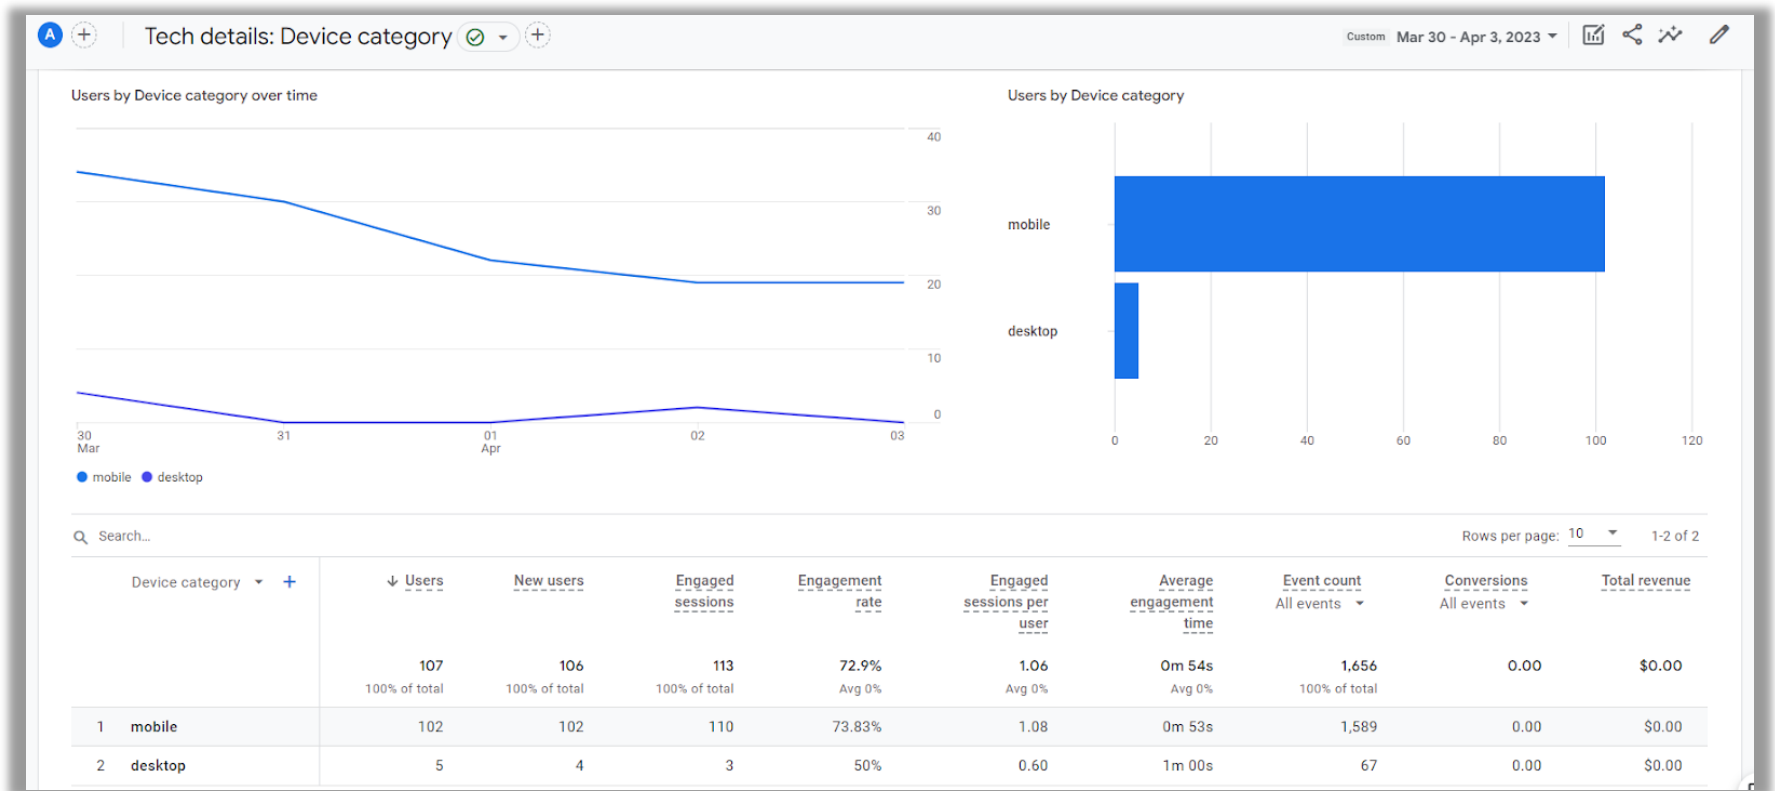 A
Tech details: Device category
Custom Mar 30 - Apr 3, 2023
Users by Device category over time
40
30
20
10
0
30
Mar
31
01
Apr
02
03
mobile desktop
Users by Device category
mobile
desktop
0 20 40 60 80 100 120
Search...
Rows per page: 10 1-2 of 2
Device category Users New users Engaged sessions Engagement rate Engaged sessions per user Average engagement time Event count All events Conversions All events Total revenue
107 106 113 72.9% 1.06 0m 54s 1,656 0.00 $0.00
100% of total 100% of total 100% of total Avg 0% Avg 0% Avg 0% 100% of total
1 mobile 102 102 110 73.83% 1.08 0m 53s 1,589 0.00 $0.00
2 desktop 5 4 3 50% 0.60 1m 00s 67 0.00 $0.00